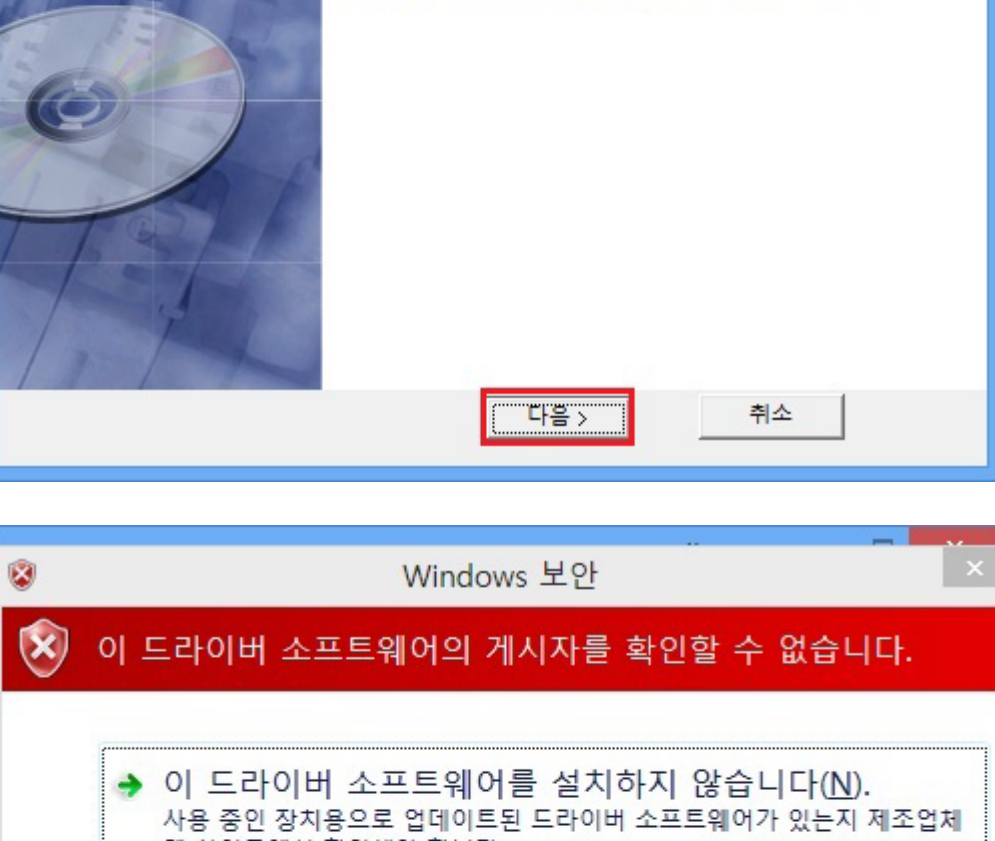 다음 >
취소
Windows 보안
이 드라이버 소프트웨어의 게시자를 확인할 수 없습니다.
이 드라이버 소프트웨어를 설치하지 않습니다(N).
사용 중인 장치용으로 업데이트된 드라이버 소프트웨어가 있는지 제조업체